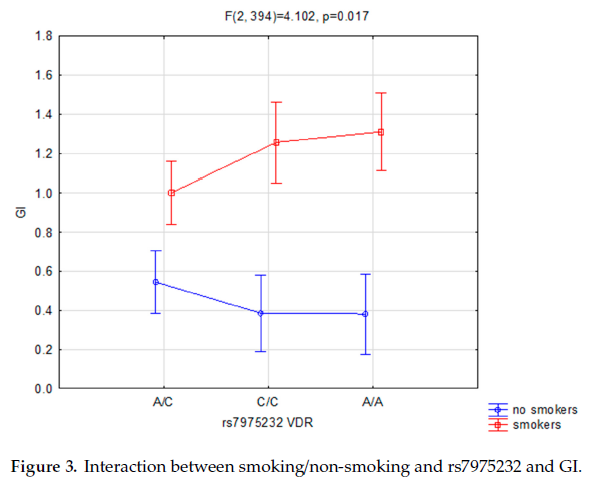 F(2, 394)=4.102, p=0.017
1.8
1.6
1.4
1.2
1.0
0.8
0.6
0.4
0.2
0.0
GI
A/C C/C A/A
rs7975232 VDR
no smokers
smokers
Figure 3. Interaction between smoking/non-smoking and rs7975232 and GI.